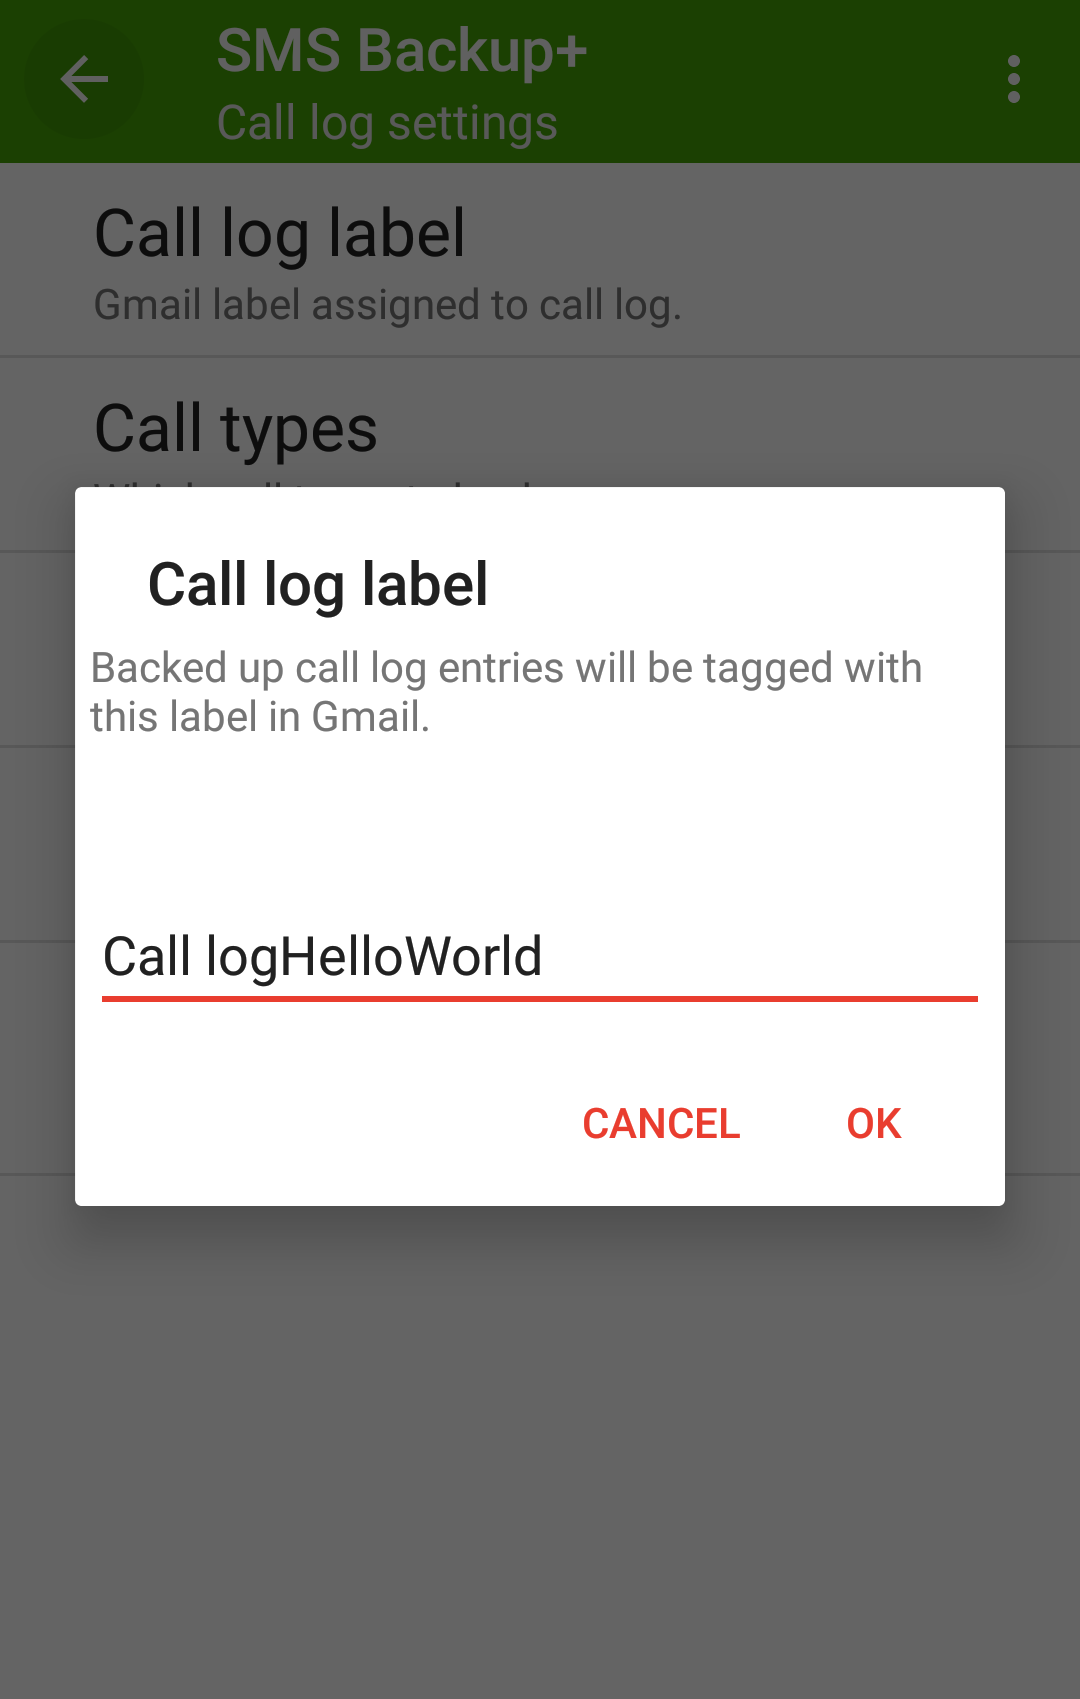 SMS Backup+
Call log settings
Call log label
Gmail label assigned to call log.
Call types
Call log label
Backed up call log entries will be tagged with
this label in Gmail.
Call logHelloWorld
CANCEL OK